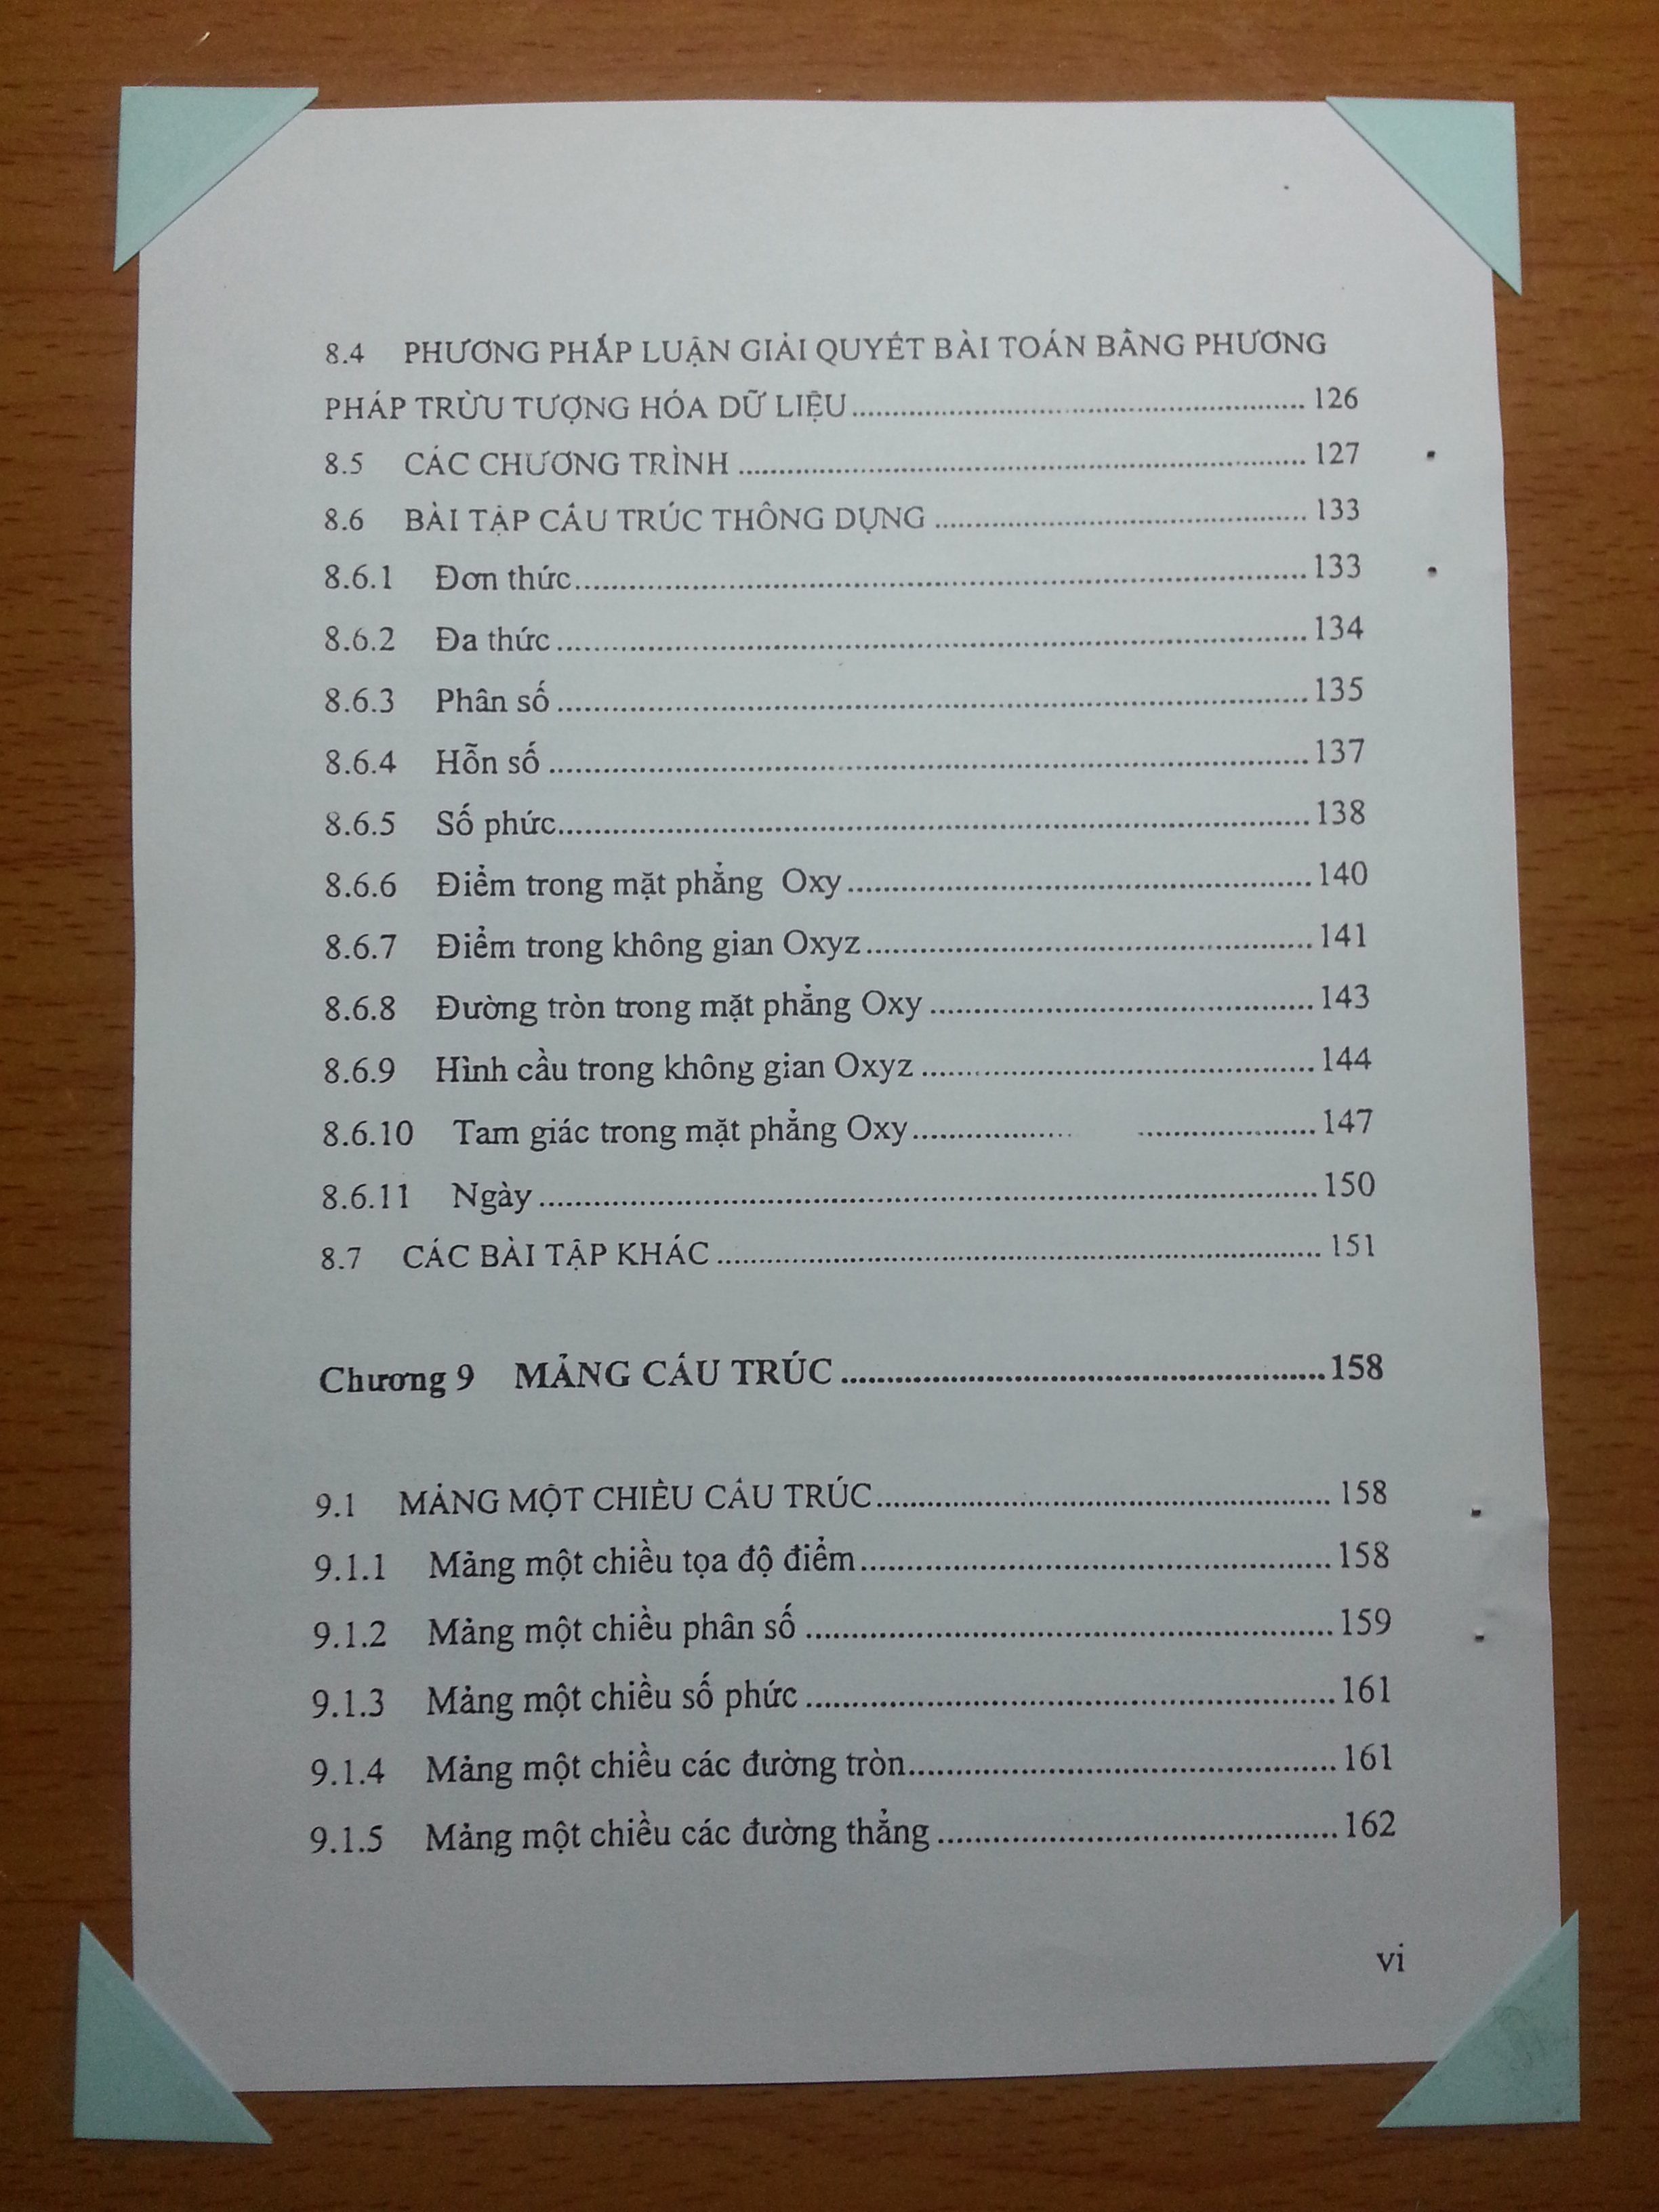 8.4 PHƯƠNG PHÁP LUẬN GIẢI QUYẾT BÀI TOÁN BẰNG PHƯƠNG
PHÁP TRỪU TƯỢNG HÓA DỮ LIỆU.................................................... 126
8.5 CÁC CHƯƠNG TRÌNH ................................................................. 127
8.6 BÀI TẬP CẤU TRÚC THÔNG DỤNG ........................................... 133
8.6.1 Đơn thức.................................................................................... 133
8.6.2 Đa thức ...................................................................................... 134
8.6.3 Phân số ...................................................................................... 135
8.6.4 Hỗn số ....................................................................................... 137
8.6.5 Số phức...................................................................................... 138
8.6.6 Điểm trong mặt phẳng Oxy..................................................... 140
8.6.7 Điểm trong không gian Oxyz................................................... 141
8.6.8 Đường tròn trong mặt phẳng Oxy ............................................ 143
8.6.9 Hình cầu trong không gian Oxyz ............................................. 144
8.6.10 Tam giác trong mặt phẳng Oxy.................. .................... 147
8.6.11 Ngày ......................................................................................... 150
8.7 CÁC BÀI TẬP KHÁC ..................................................................... 151
Chương 9 MẢNG CẤU TRÚC .................................................... 158
9.1 MẢNG MỘT CHIỀU CẤU TRÚC.................................................... 158
9.1.1 Mảng một chiều tọa độ điểm..................................................... 158
9.1.2 Mảng một chiều phân số ........................................................... 159
9.1.3 Mảng một chiều số phức ........................................................... 161
9.1.4 Mảng một chiều các đường tròn................................................ 161
9.1.5 Mảng một chiều các đường thẳng ............................................. 162
vi